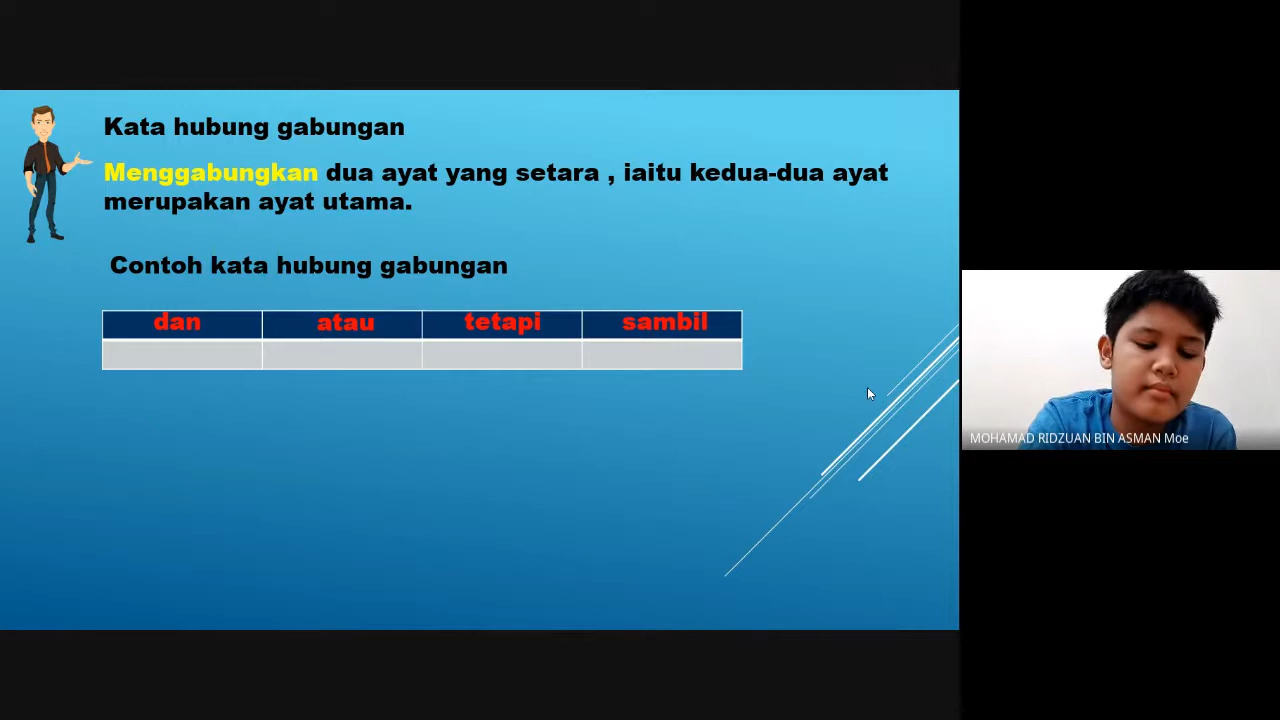 Kata hubung gabungan
Menggabungkan dua ayat yang setara , iaitu kedua-dua ayat
merupakan ayat utama.
Contoh kata hubung gabungan
dan atau tetapi sambil
MOHAMAD RIDZUAN BIN ASMAN Moe